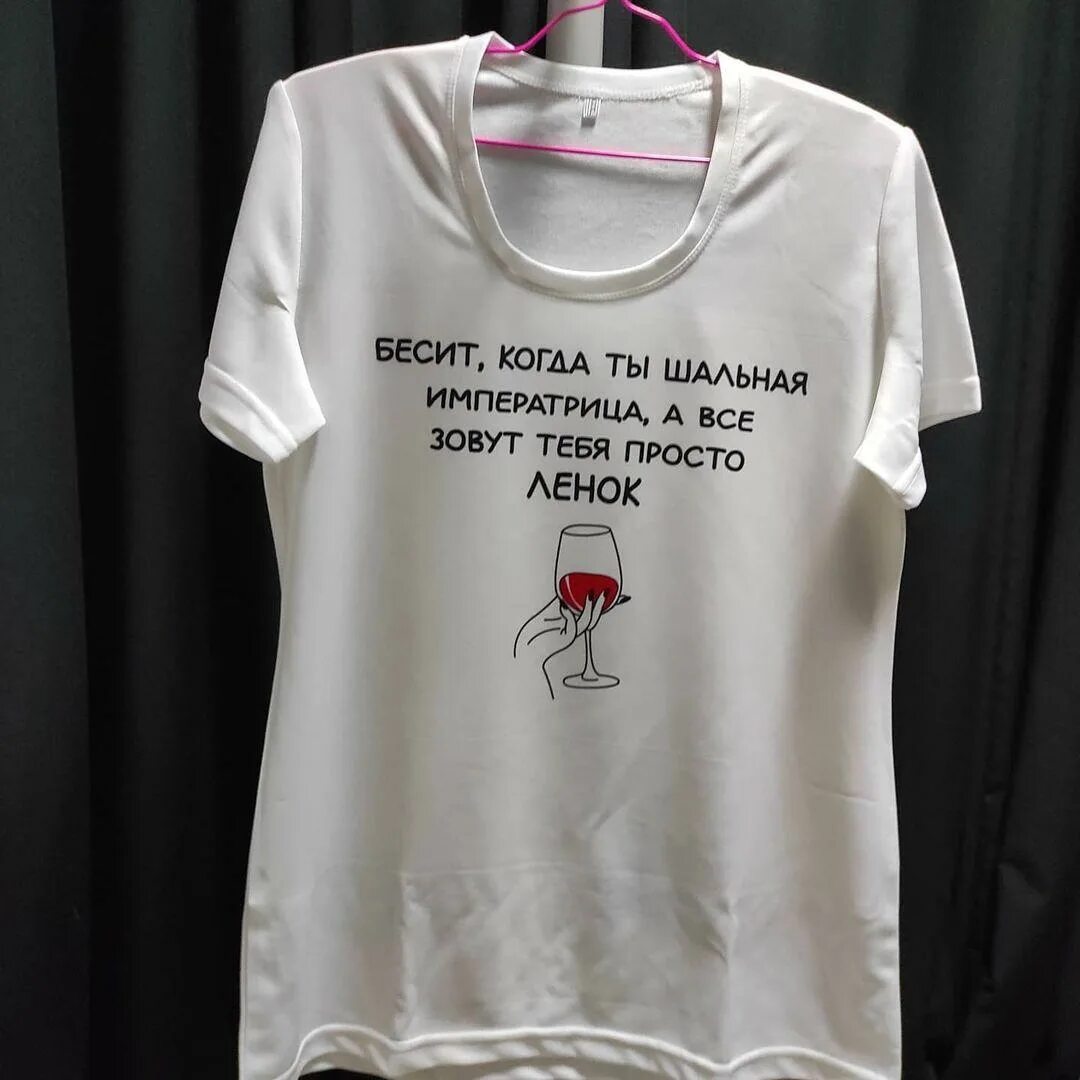 БЕСИТ, КОГДА ТЫ ШАЛЬНАЯ
ИМПЕРАТРИЦА, А ВСЕ
ЗОВУТ ТЕБЯ ПРОСТО
ЛЕНОК